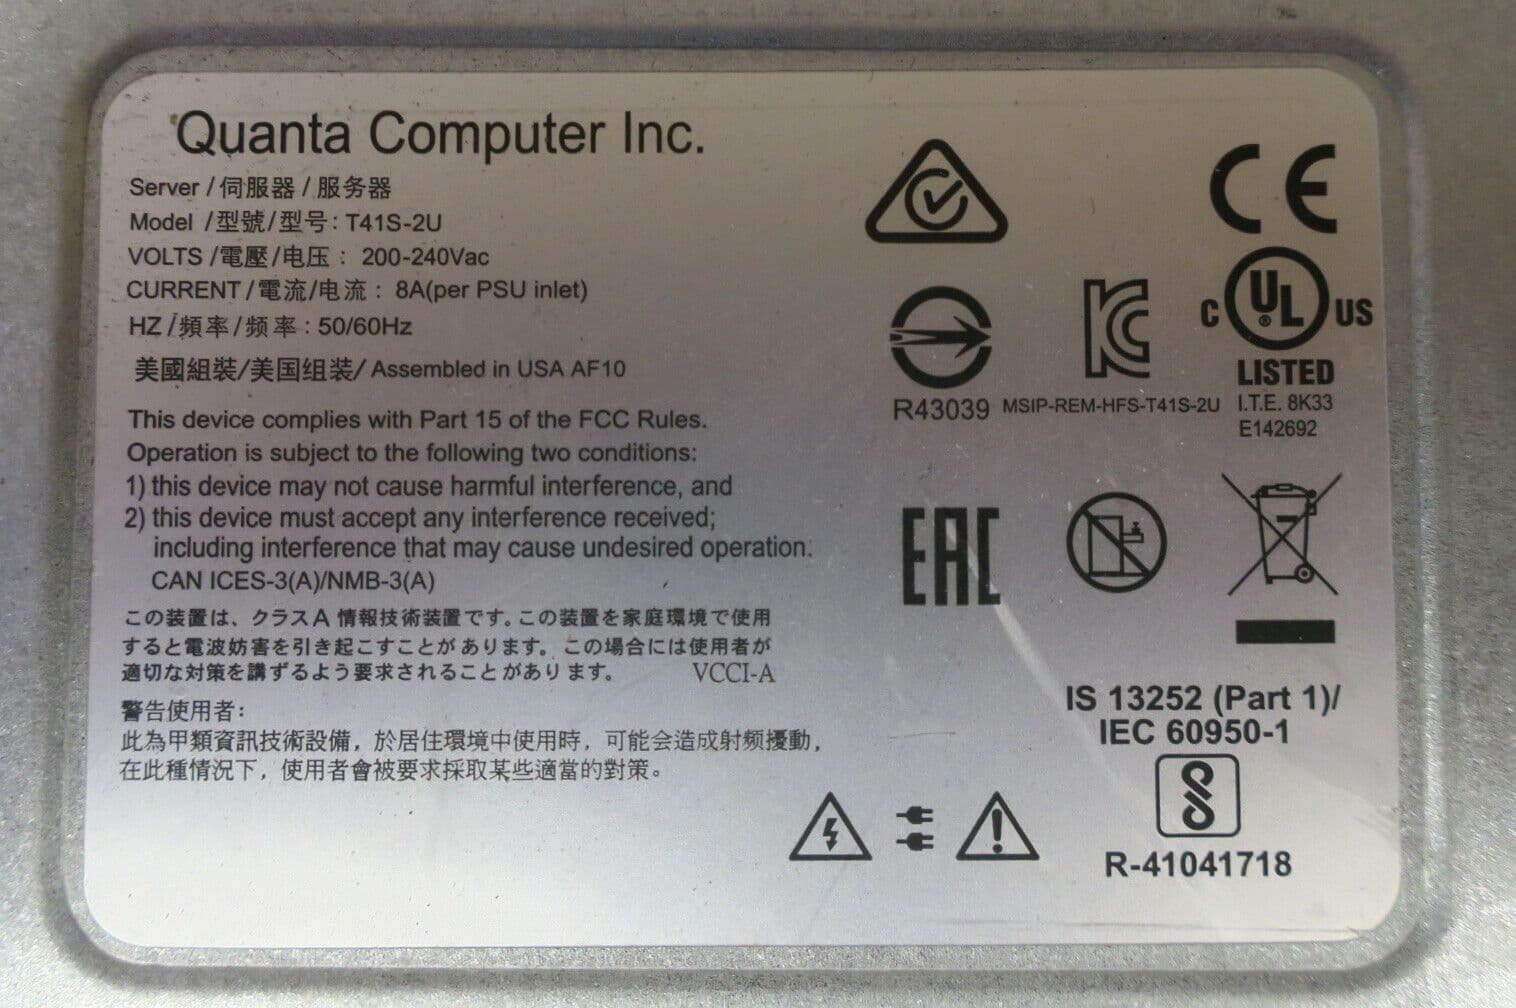 Quanta Computer Inc.
Server / 伺服器 / 服务器
Model / 型號 / 型号 : T41S-2U
VOLTS / 電壓 / 电压 : 200-240Vac
CURRENT / 電流 / 电流 : 8A(per PSU inlet)
HZ / 頻率 / 频率 : 50/60Hz
美國組裝/美国组装/ Assembled in USA AF10
This device complies with Part 15 of the FCC Rules.
Operation is subject to the following two conditions:
1) this device may not cause harmful interference, and
2) this device must accept any interference received;
including interference that may cause undesired operation.
CAN ICES-3(A)/NMB-3(A)
この装置は、クラスA 情報技術装置です。この装置を家庭環境で使用
すると電波妨害を引き起こすことがあります。この場合には使用者が
適切な対策を講ずるよう要求されることがあります。 VCCI-A
警告使用者:
此為甲類資訊技術設備，於居住環境中使用時，可能会造成射频擾動，
在此種情況下，使用者會被要求採取某些適當的對策。
CE
C UL ® US
LISTED
I.T.E. 8K33
E142692
R43039
KC
MSIP-REM-HFS-T41S-2U
EAC
IS 13252 (Part 1)/
IEC 60950-1
R-41041718